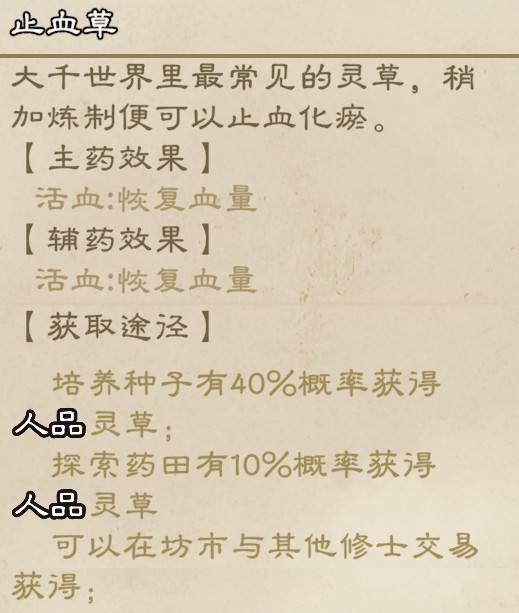 止血草
大千世界里最常见的灵草，稍
加炼制便可以止血化瘀。
【主药效果】
活血:恢复血量
【辅药效果】
活血:恢复血量
【获取途径】
培养种子有40%概率获得
人品灵草；
探索药田有10%概率获得
人品灵草
可以在坊市与其他修士交易
获得；